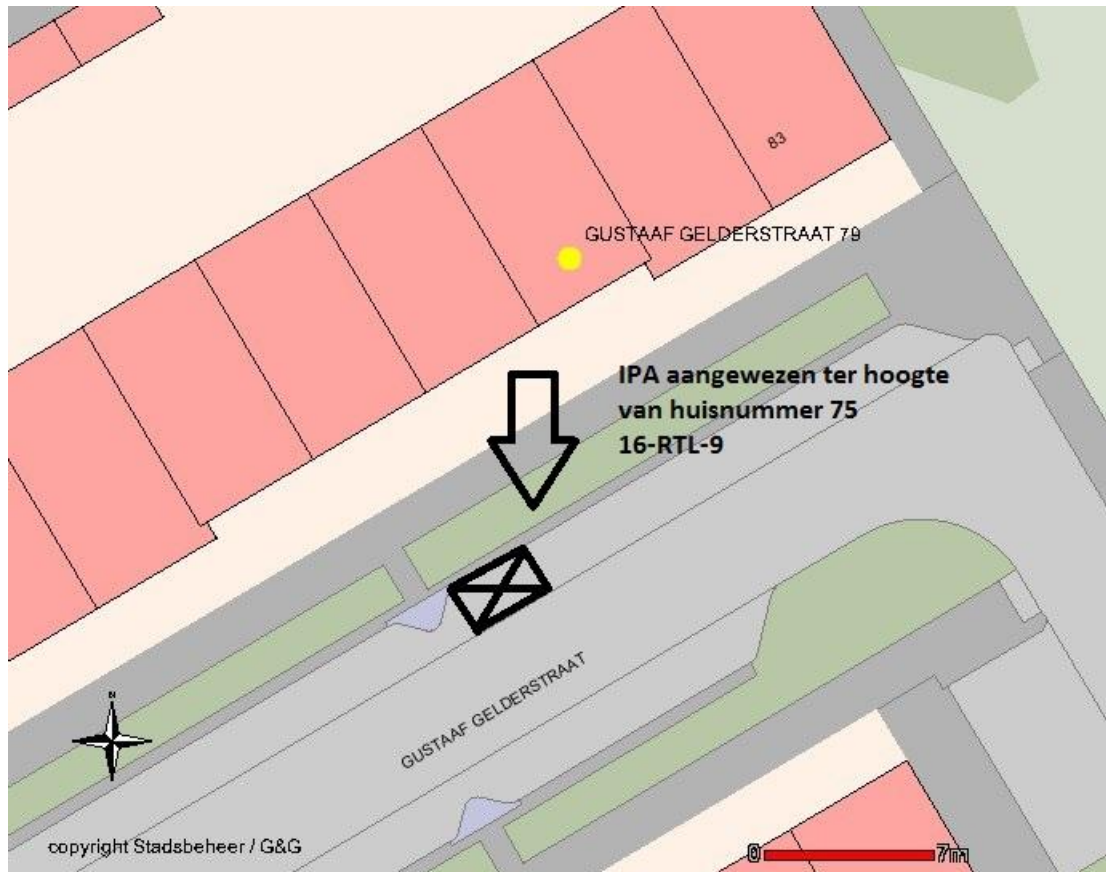 83
GUSTAAF GELDERSTRAAT 79
IPA aangewezen ter hoogte
van huisnummer 75
16-RTL-9
GUSTAAF GELDERSTRAAT
N
copyright Stadsbeheer / G&G
0 7m